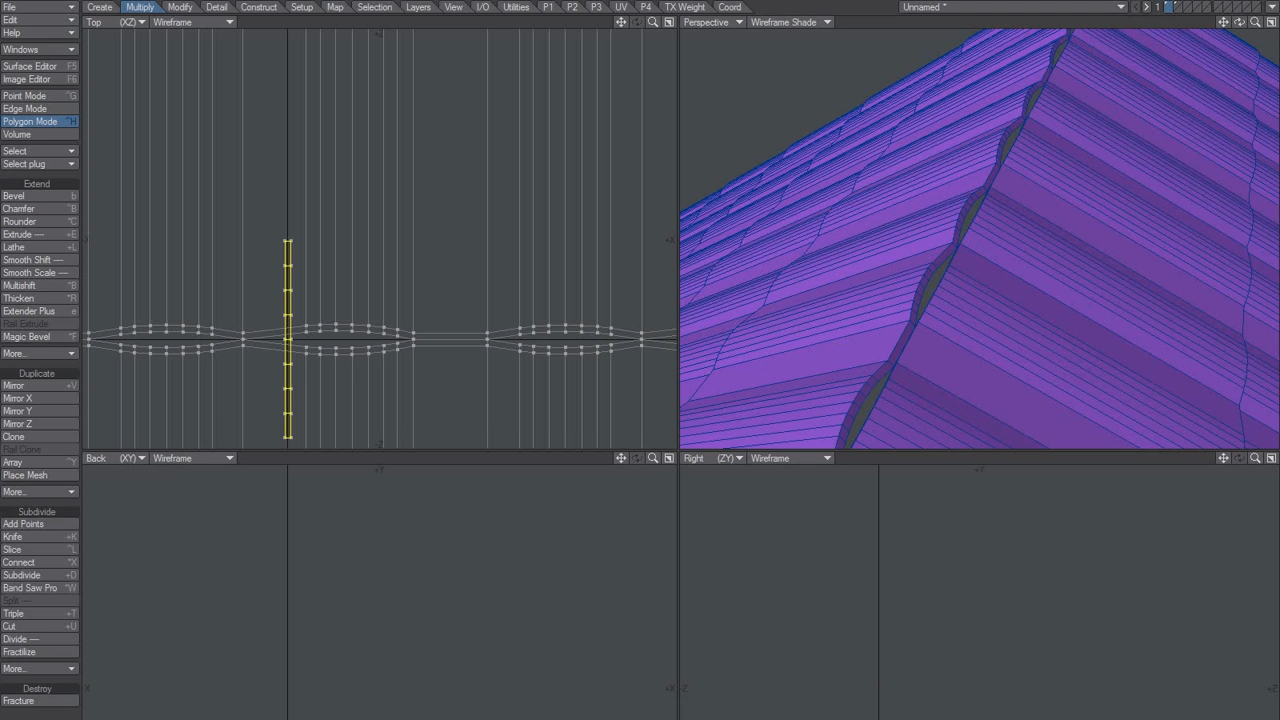 File Create Multiply Modify Detail Construct Setup Map Selection Layers View I/O Utilities P1 P2 P3 UV P4 TX Weight Coord Unnamed * 1
Edit
Help
Windows
Surface Editor F5
Image Editor F6
Point Mode ^G
Edge Mode
Polygon Mode ^H
Volume
Select
Select plug
Extend
Bevel b
Chamfer ^B
Rounder ^C
Extrude — +E
Lathe +L
Smooth Shift —
Smooth Scale —
Multishift ^B
Thicken ^R
Extender Plus e
Rail Extrude
Magic Bevel ^F
More...
Duplicate
Mirror +V
Mirror X
Mirror Y
Mirror Z
Clone
Rail Clone
Array ^Y
Place Mesh
More...
Subdivide
Add Points
Knife +K
Slice ^L
Connect ^X
Subdivide +D
Band Saw Pro ^W
Split —
Triple +T
Cut +U
Divide —
Fractilize
More...
Destroy
Fracture
Top (XZ) Wireframe
+Z
-X +X
-Z
Perspective Wireframe Shade
Back (XY) Wireframe
+Y
-X +X
Right (ZY) Wireframe
+Y
-Z +Z